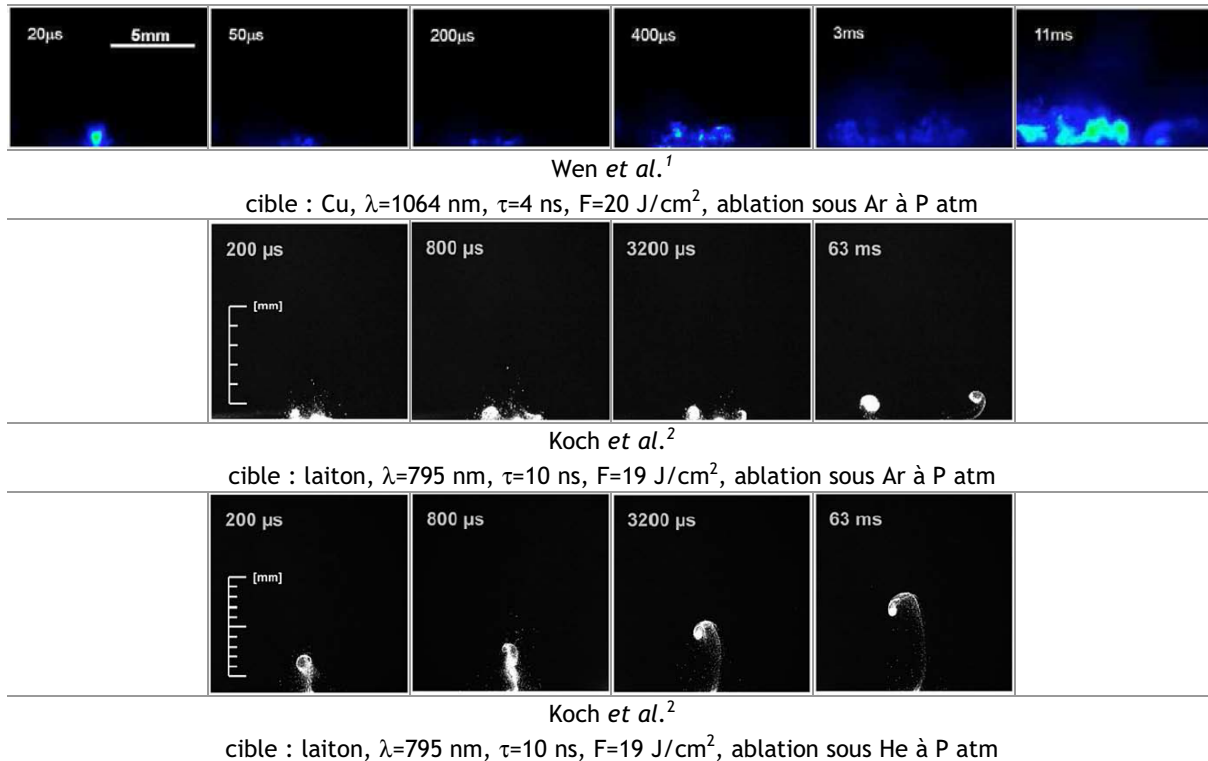 20µs 5mm 50µs 200µs 400µs 3ms 11ms
Wen et al.1
cible : Cu, λ=1064 nm, τ=4 ns, F=20 J/cm2, ablation sous Ar à P atm
200 µs 800 µs 3200 µs 63 ms
[mm]
Koch et al.2
cible : laiton, λ=795 nm, τ=10 ns, F=19 J/cm2, ablation sous Ar à P atm
200 µs 800 µs 3200 µs 63 ms
[mm]
Koch et al.2
cible : laiton, λ=795 nm, τ=10 ns, F=19 J/cm2, ablation sous He à P atm